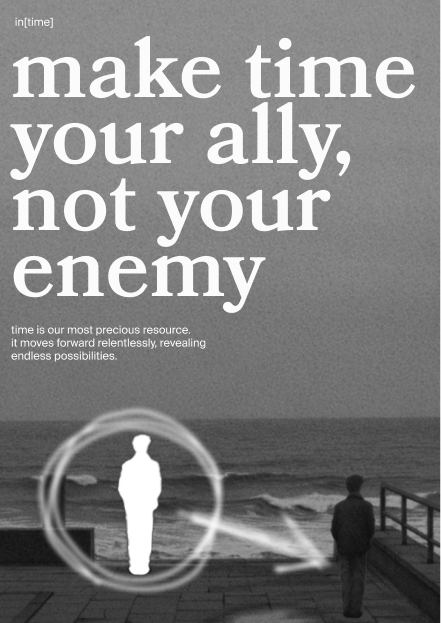 in[time]
make time
your ally,
not your
enemy
time is our most precious resource.
it moves forward relentlessly, revealing
endless possibilities.